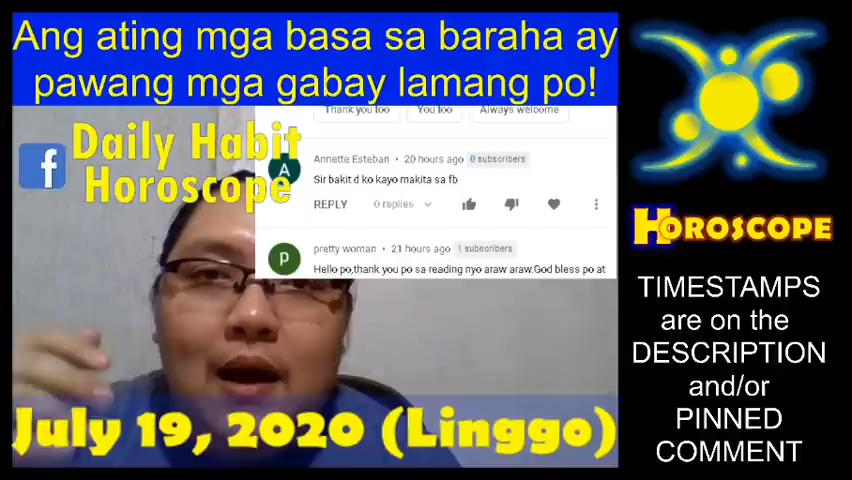 Ang ating mga basa sa baraha ay
pawang mga gabay lamang po!
Thank you too
You too
Always welcome
f Daily Habit
Horoscope
A
Annette Esteban • 20 hours ago 0 subscribers
Sir bakit d ko kayo makita sa fb
REPLY 0 replies
P
pretty woman • 21 hours ago 1 subscribers
Hello po,thank you po sa reading nyo araw araw.God bless po at
July 19, 2020 (Linggo)
HOROSCOPE
TIMESTAMPS
are on the
DESCRIPTION
and/or
PINNED
COMMENT